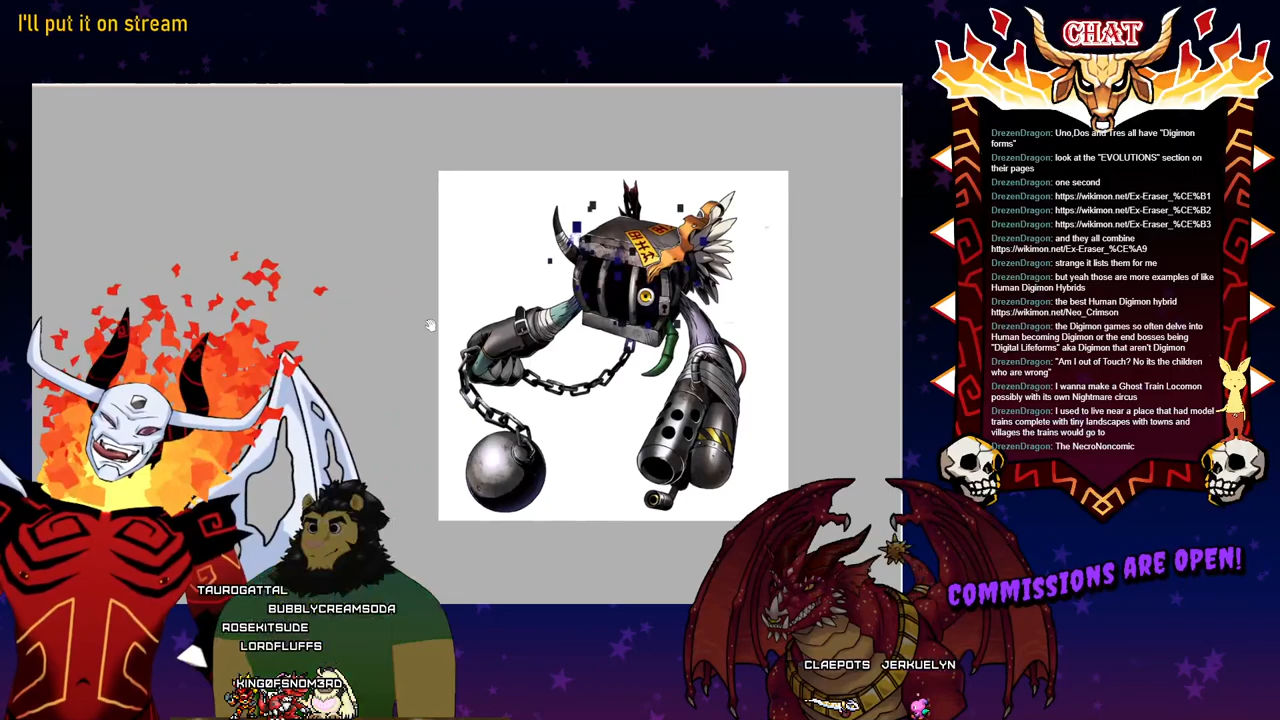 I'll put it on stream
CHAT
DrezenDragon: Uno,Dos and Tres all have "Digimon
forms"
DrezenDragon: look at the "EVOLUTIONS" section on
their pages
DrezenDragon: one second
DrezenDragon: https://wikimon.net/Ex-Eraser_%CE%B1
DrezenDragon: https://wikimon.net/Ex-Eraser_%CE%B2
DrezenDragon: https://wikimon.net/Ex-Eraser_%CE%B3
DrezenDragon: and they all combine
https://wikimon.net/Ex-Eraser_%CE%A9
DrezenDragon: strange it lists them for me
DrezenDragon: but yeah those are more examples of like
Human Digimon Hybrids
DrezenDragon: the best Human Digimon hybrid
https://wikimon.net/Neo_Crimson
DrezenDragon: the Digimon games so often delve into
Human becoming Digimon or the end bosses being
"Digital Lifeforms" aka Digimon that aren't Digimon
DrezenDragon: "Am I out of Touch? No its the children
who are wrong"
DrezenDragon: I wanna make a Ghost Train Locomon
possibly with its own Nightmare circus
DrezenDragon: I used to live near a place that had model
trains complete with tiny landscapes with towns and
villages the trains would go to
DrezenDragon: The NecroNoncomic
COMMISSIONS ARE OPEN!
TAUROGATTAL
BUBBLYCREAMSODA
ROSEKITSUDE
LORDFLUFFS
KINGØFSNOM3RD
CLAEPOTS JERKUELYN